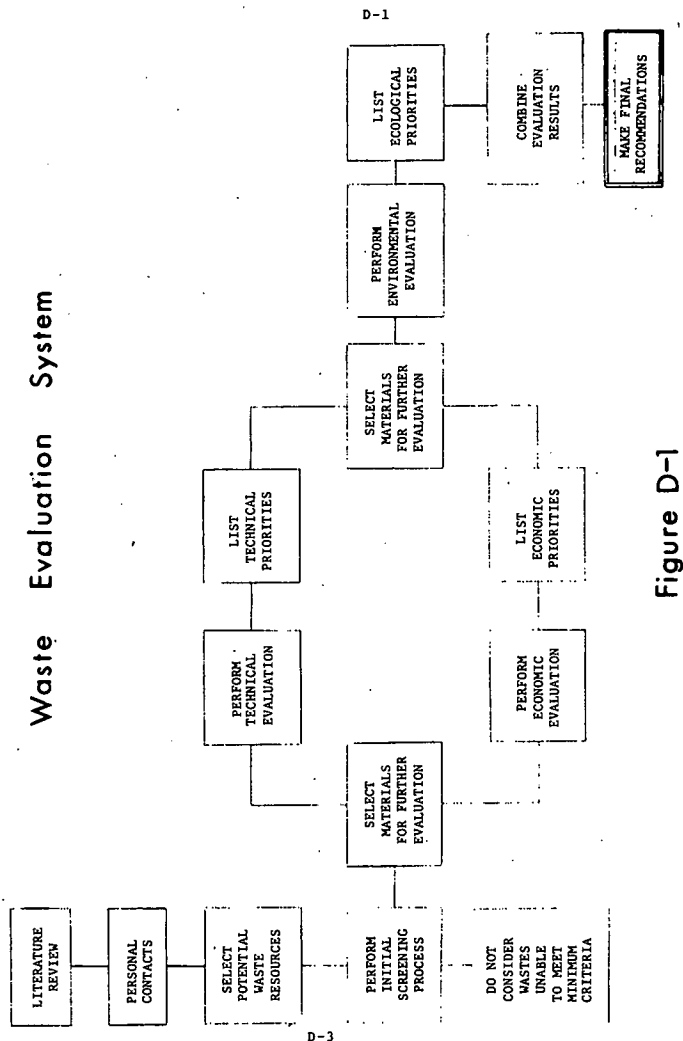 D-1
Waste Evaluation System
LITERATURE
REVIEW
PERSONAL
CONTACTS
SELECT
POTENTIAL
WASTE
RESOURCES
PERFORM
INITIAL
SCREENING
PROCESS
DO NOT
CONSIDER
WASTES
UNABLE
TO MEET
MINIMUM
CRITERIA
SELECT
MATERIALS
FOR FURTHER
EVALUATION
PERFORM
TECHNICAL
EVALUATION
LIST
TECHNICAL
PRIORITIES
PERFORM
ECONOMIC
EVALUATION
LIST
ECONOMIC
PRIORITIES
SELECT
MATERIALS
FOR FURTHER
EVALUATION
PERFORM
ENVIRONMENTAL
EVALUATION
LIST
ECOLOGICAL
PRIORITIES
COMBINE
EVALUATION
RESULTS
MAKE FINAL
RECOMMENDATIONS
Figure D-1
D-3